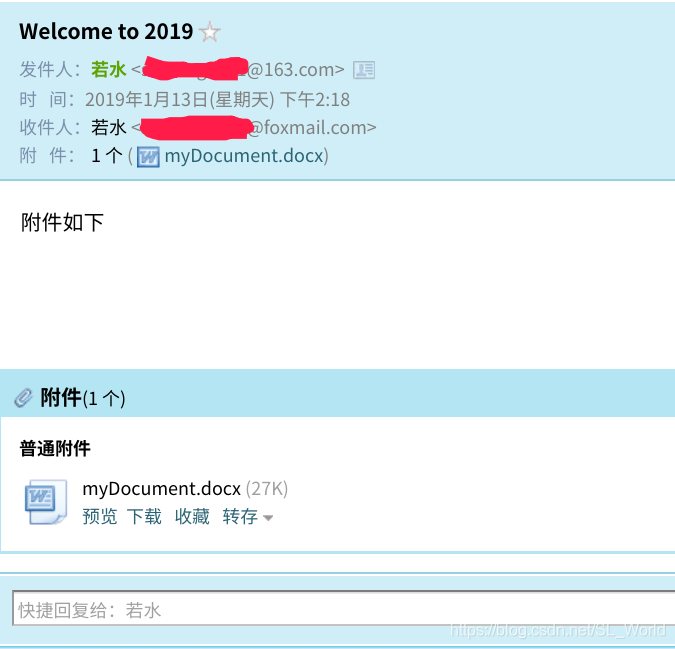 Welcome to 2019
发件人：若水 <@163.com>
时 间：2019年1月13日(星期天) 下午2:18
收件人：若水 <@foxmail.com>
附 件：1 个 ( myDocument.docx)
附件如下
附件(1 个)
普通附件
myDocument.docx (27K)
预览 下载 收藏 转存
快捷回复给：若水
https://blog.csdn.net/SL_World